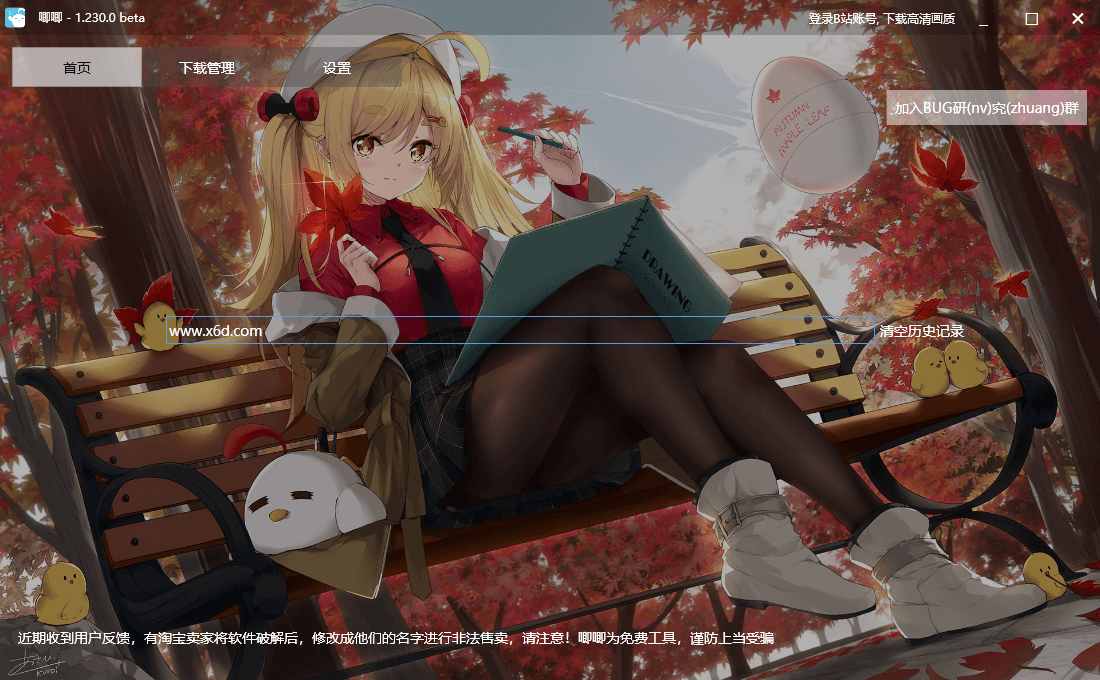 唧唧 - 1.230.0 beta
登录B站账号, 下载高清画质
首页
下载管理
设置
加入BUG研(nv)究(zhuang)群
AUTUMN
MAPLE LEAF
DRAWING
www.x6d.com
清空历史记录
近期收到用户反馈，有淘宝卖家将软件破解后，修改成他们的名字进行非法售卖，请注意！唧唧为免费工具，谨防上当受骗
kuroi